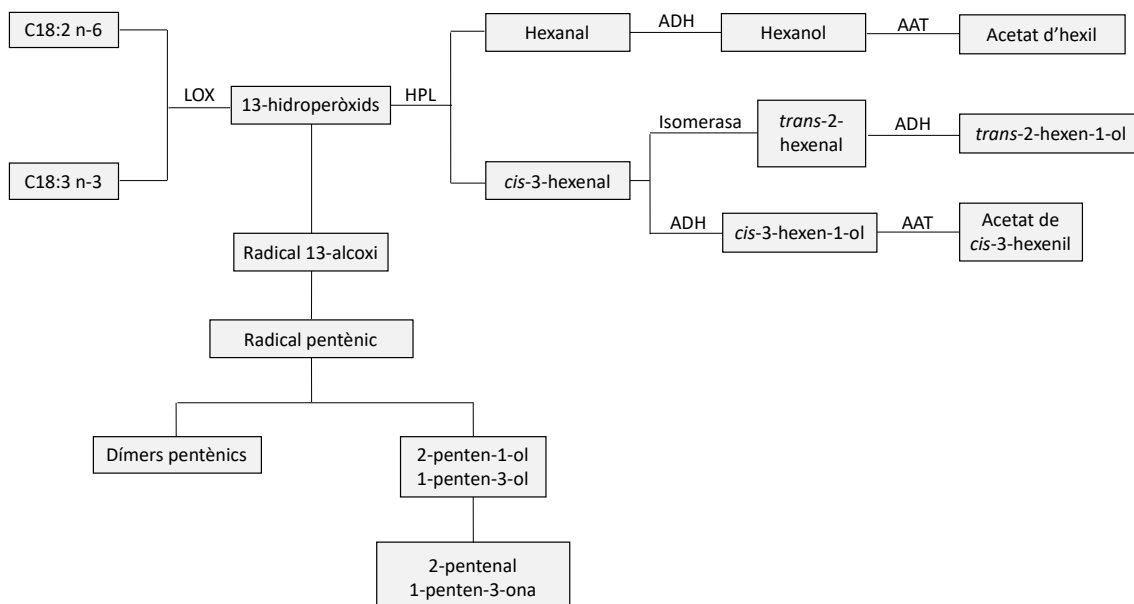 C18:2 n-6
C18:3 n-3
LOX
13-hidroperòxids
HPL
Hexanal
ADH
Hexanol
AAT
Acetat d'hexil
cis-3-hexenal
Isomerasa
trans-2-
hexenal
ADH
trans-2-hexen-1-ol
ADH
cis-3-hexen-1-ol
AAT
Acetat de
cis-3-hexenil
Radical 13-alcoxi
Radical pentènic
Dímers pentènics
2-penten-1-ol
1-penten-3-ol
2-pentenal
1-penten-3-ona